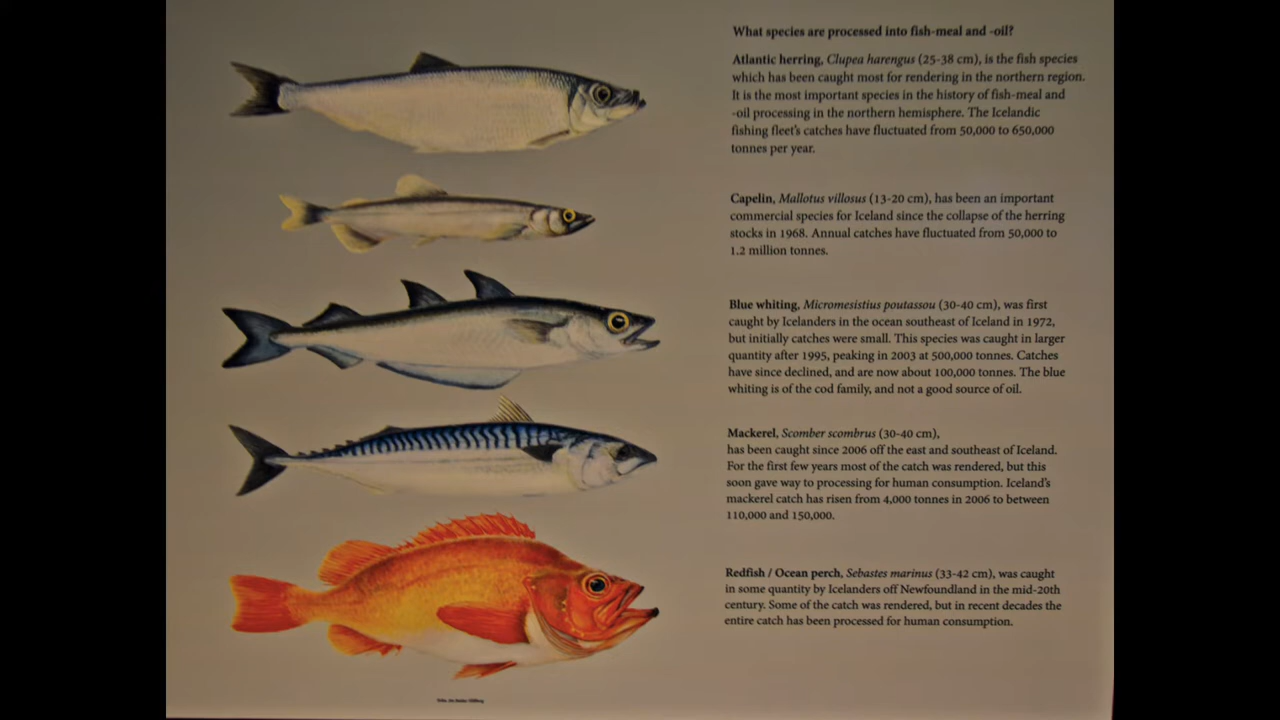 What species are processed into fish-meal and -oil?
Atlantic herring, Clupea harengus (25-38 cm), is the fish species
which has been caught most for rendering in the northern region.
It is the most important species in the history of fish-meal and
-oil processing in the northern hemisphere. The Icelandic
fishing fleet's catches have fluctuated from 50,000 to 650,000
tonnes per year.
Capelin, Mallotus villosus (13-20 cm), has been an important
commercial species for Iceland since the collapse of the herring
stocks in 1968. Annual catches have fluctuated from 50,000 to
1.2 million tonnes.
Blue whiting, Micromesistius poutassou (30-40 cm), was first
caught by Icelanders in the ocean southeast of Iceland in 1972,
but initially catches were small. This species was caught in larger
quantity after 1995, peaking in 2003 at 500,000 tonnes. Catches
have since declined, and are now about 100,000 tonnes. The blue
whiting is of the cod family, and not a good source of oil.
Mackerel, Scomber scombrus (30-40 cm),
has been caught since 2006 off the east and southeast of Iceland.
For the first few years most of the catch was rendered, but this
soon gave way to processing for human consumption. Iceland's
mackerel catch has risen from 4,000 tonnes in 2006 to between
110,000 and 150,000.
Redfish / Ocean perch, Sebastes marinus (33-42 cm), was caught
in some quantity by Icelanders off Newfoundland in the mid-20th
century. Some of the catch was rendered, but in recent decades the
entire catch has been processed for human consumption.